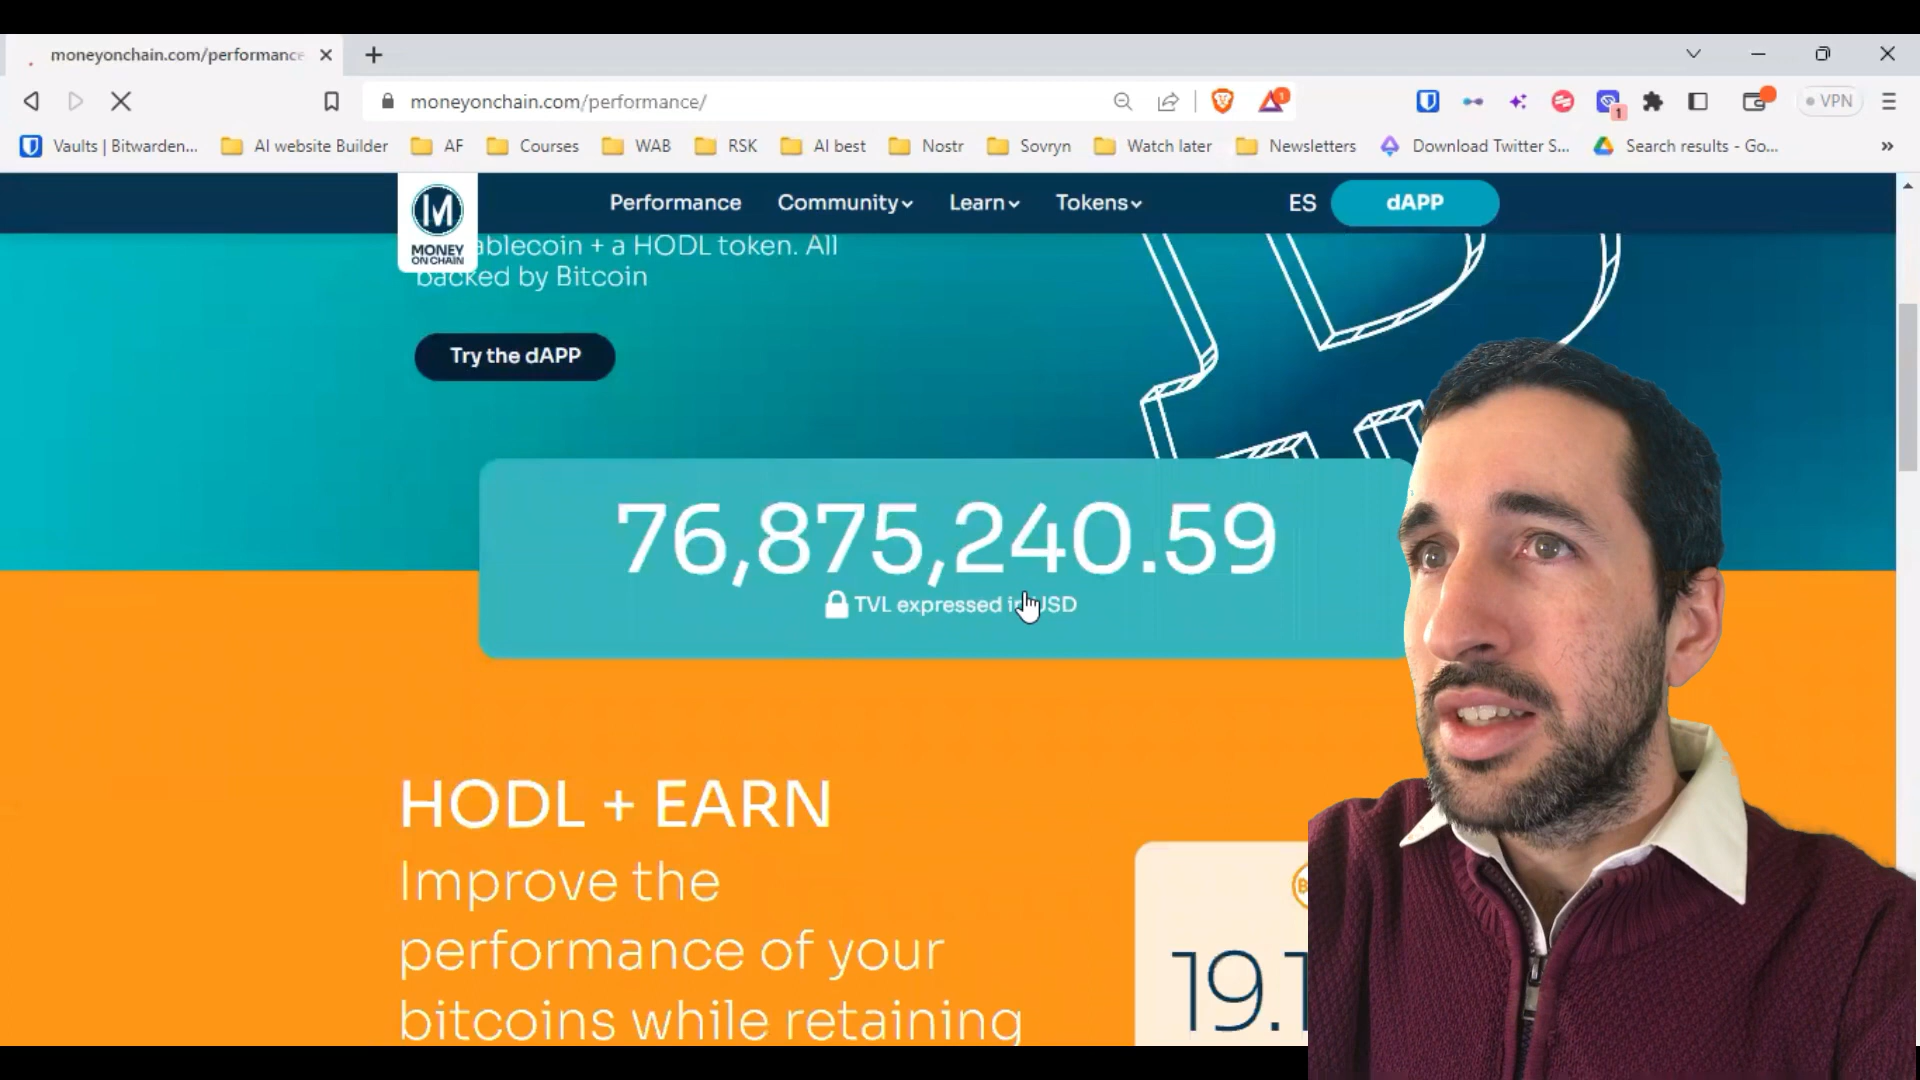 moneyonchain.com/performance
moneyonchain.com/performance/
1
1
VPN
Vaults | Bitwarden...
AI website Builder
AF
Courses
WAB
RSK
AI best
Nostr
Sovryn
Watch later
Newsletters
Download Twitter S...
Search results - Go...
»
MONEY
ON CHAIN
Performance
Community
Learn
Tokens
ES
dAPP
+ a HODL token. All
backed by Bitcoin
Try the dAPP
76,875,240.59
TVL expressed in USD
HODL + EARN
Improve the
performance of your
bitcoins while retaining
19.1